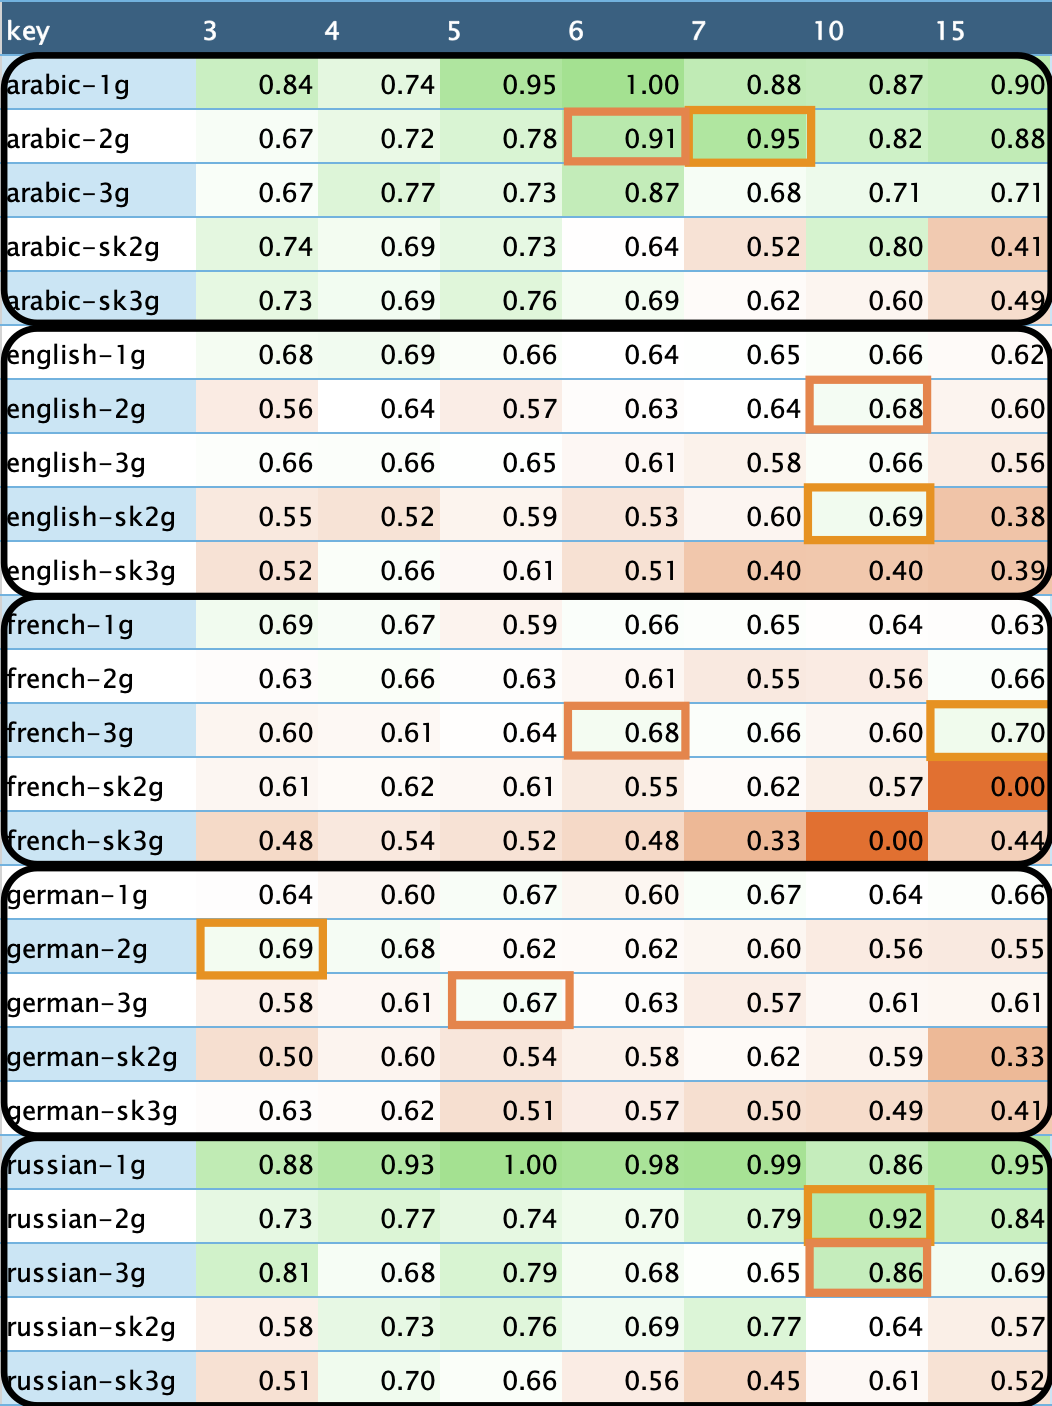 key 3 4 5 6 7 10 15
arabic-1g 0.84 0.74 0.95 1.00 0.88 0.87 0.90
arabic-2g 0.67 0.72 0.78 0.91 0.95 0.82 0.88
arabic-3g 0.67 0.77 0.73 0.87 0.68 0.71 0.71
arabic-sk2g 0.74 0.69 0.73 0.64 0.52 0.80 0.41
arabic-sk3g 0.73 0.69 0.76 0.69 0.62 0.60 0.49
english-1g 0.68 0.69 0.66 0.64 0.65 0.66 0.62
english-2g 0.56 0.64 0.57 0.63 0.64 0.68 0.60
english-3g 0.66 0.66 0.65 0.61 0.58 0.66 0.56
english-sk2g 0.55 0.52 0.59 0.53 0.60 0.69 0.38
english-sk3g 0.52 0.66 0.61 0.51 0.40 0.40 0.39
french-1g 0.69 0.67 0.59 0.66 0.65 0.64 0.63
french-2g 0.63 0.66 0.63 0.61 0.55 0.56 0.66
french-3g 0.60 0.61 0.64 0.68 0.66 0.60 0.70
french-sk2g 0.61 0.62 0.61 0.55 0.62 0.57 0.00
french-sk3g 0.48 0.54 0.52 0.48 0.33 0.00 0.44
german-1g 0.64 0.60 0.67 0.60 0.67 0.64 0.66
german-2g 0.69 0.68 0.62 0.62 0.60 0.56 0.55
german-3g 0.58 0.61 0.67 0.63 0.57 0.61 0.61
german-sk2g 0.50 0.60 0.54 0.58 0.62 0.59 0.33
german-sk3g 0.63 0.62 0.51 0.57 0.50 0.49 0.41
russian-1g 0.88 0.93 1.00 0.98 0.99 0.86 0.95
russian-2g 0.73 0.77 0.74 0.70 0.79 0.92 0.84
russian-3g 0.81 0.68 0.79 0.68 0.65 0.86 0.69
russian-sk2g 0.58 0.73 0.76 0.69 0.77 0.64 0.57
russian-sk3g 0.51 0.70 0.66 0.56 0.45 0.61 0.52